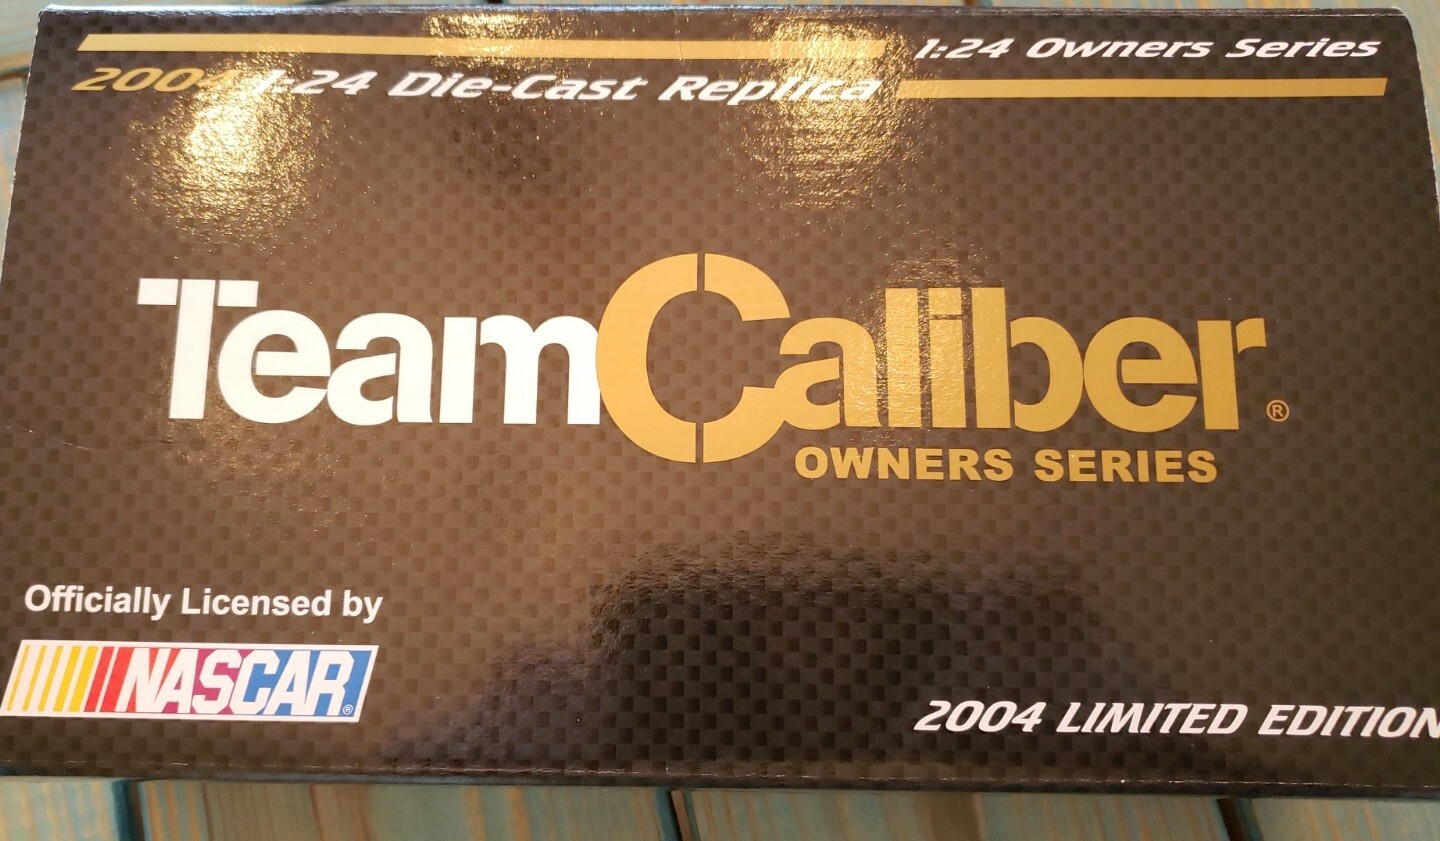 1:24 Owners Series
2004 1:24 Die-Cast Replica
TeamCaliber®
OWNERS SERIES
Officially Licensed by
NASCAR®
2004 LIMITED EDITION